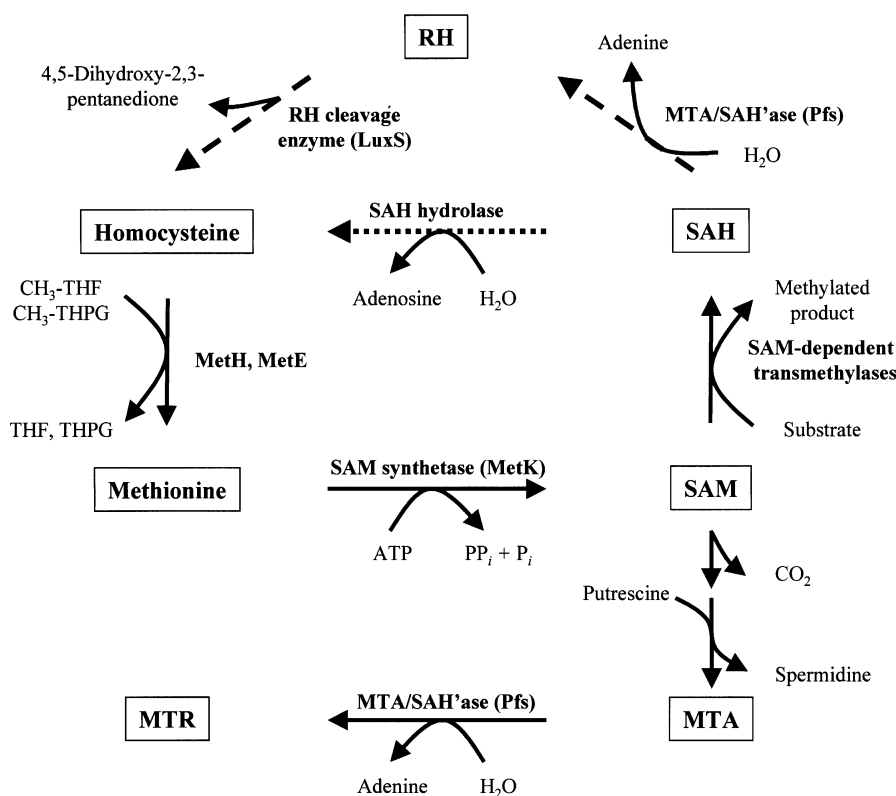 RH
Adenine
4,5-Dihydroxy-2,3-
pentanedione
RH cleavage
enzyme (LuxS)
MTA/SAH'ase (Pfs)
H₂O
Homocysteine
SAH hydrolase
SAH
Adenosine
H₂O
CH₃-THF
CH₃-THPG
MetH, MetE
THF, THPG
Methylated
product
SAM-dependent
transmethylases
Substrate
Methionine
SAM synthetase (MetK)
SAM
ATP
PPᵢ + Pᵢ
CO₂
Putrescine
Spermidine
MTR
MTA/SAH'ase (Pfs)
MTA
Adenine
H₂O